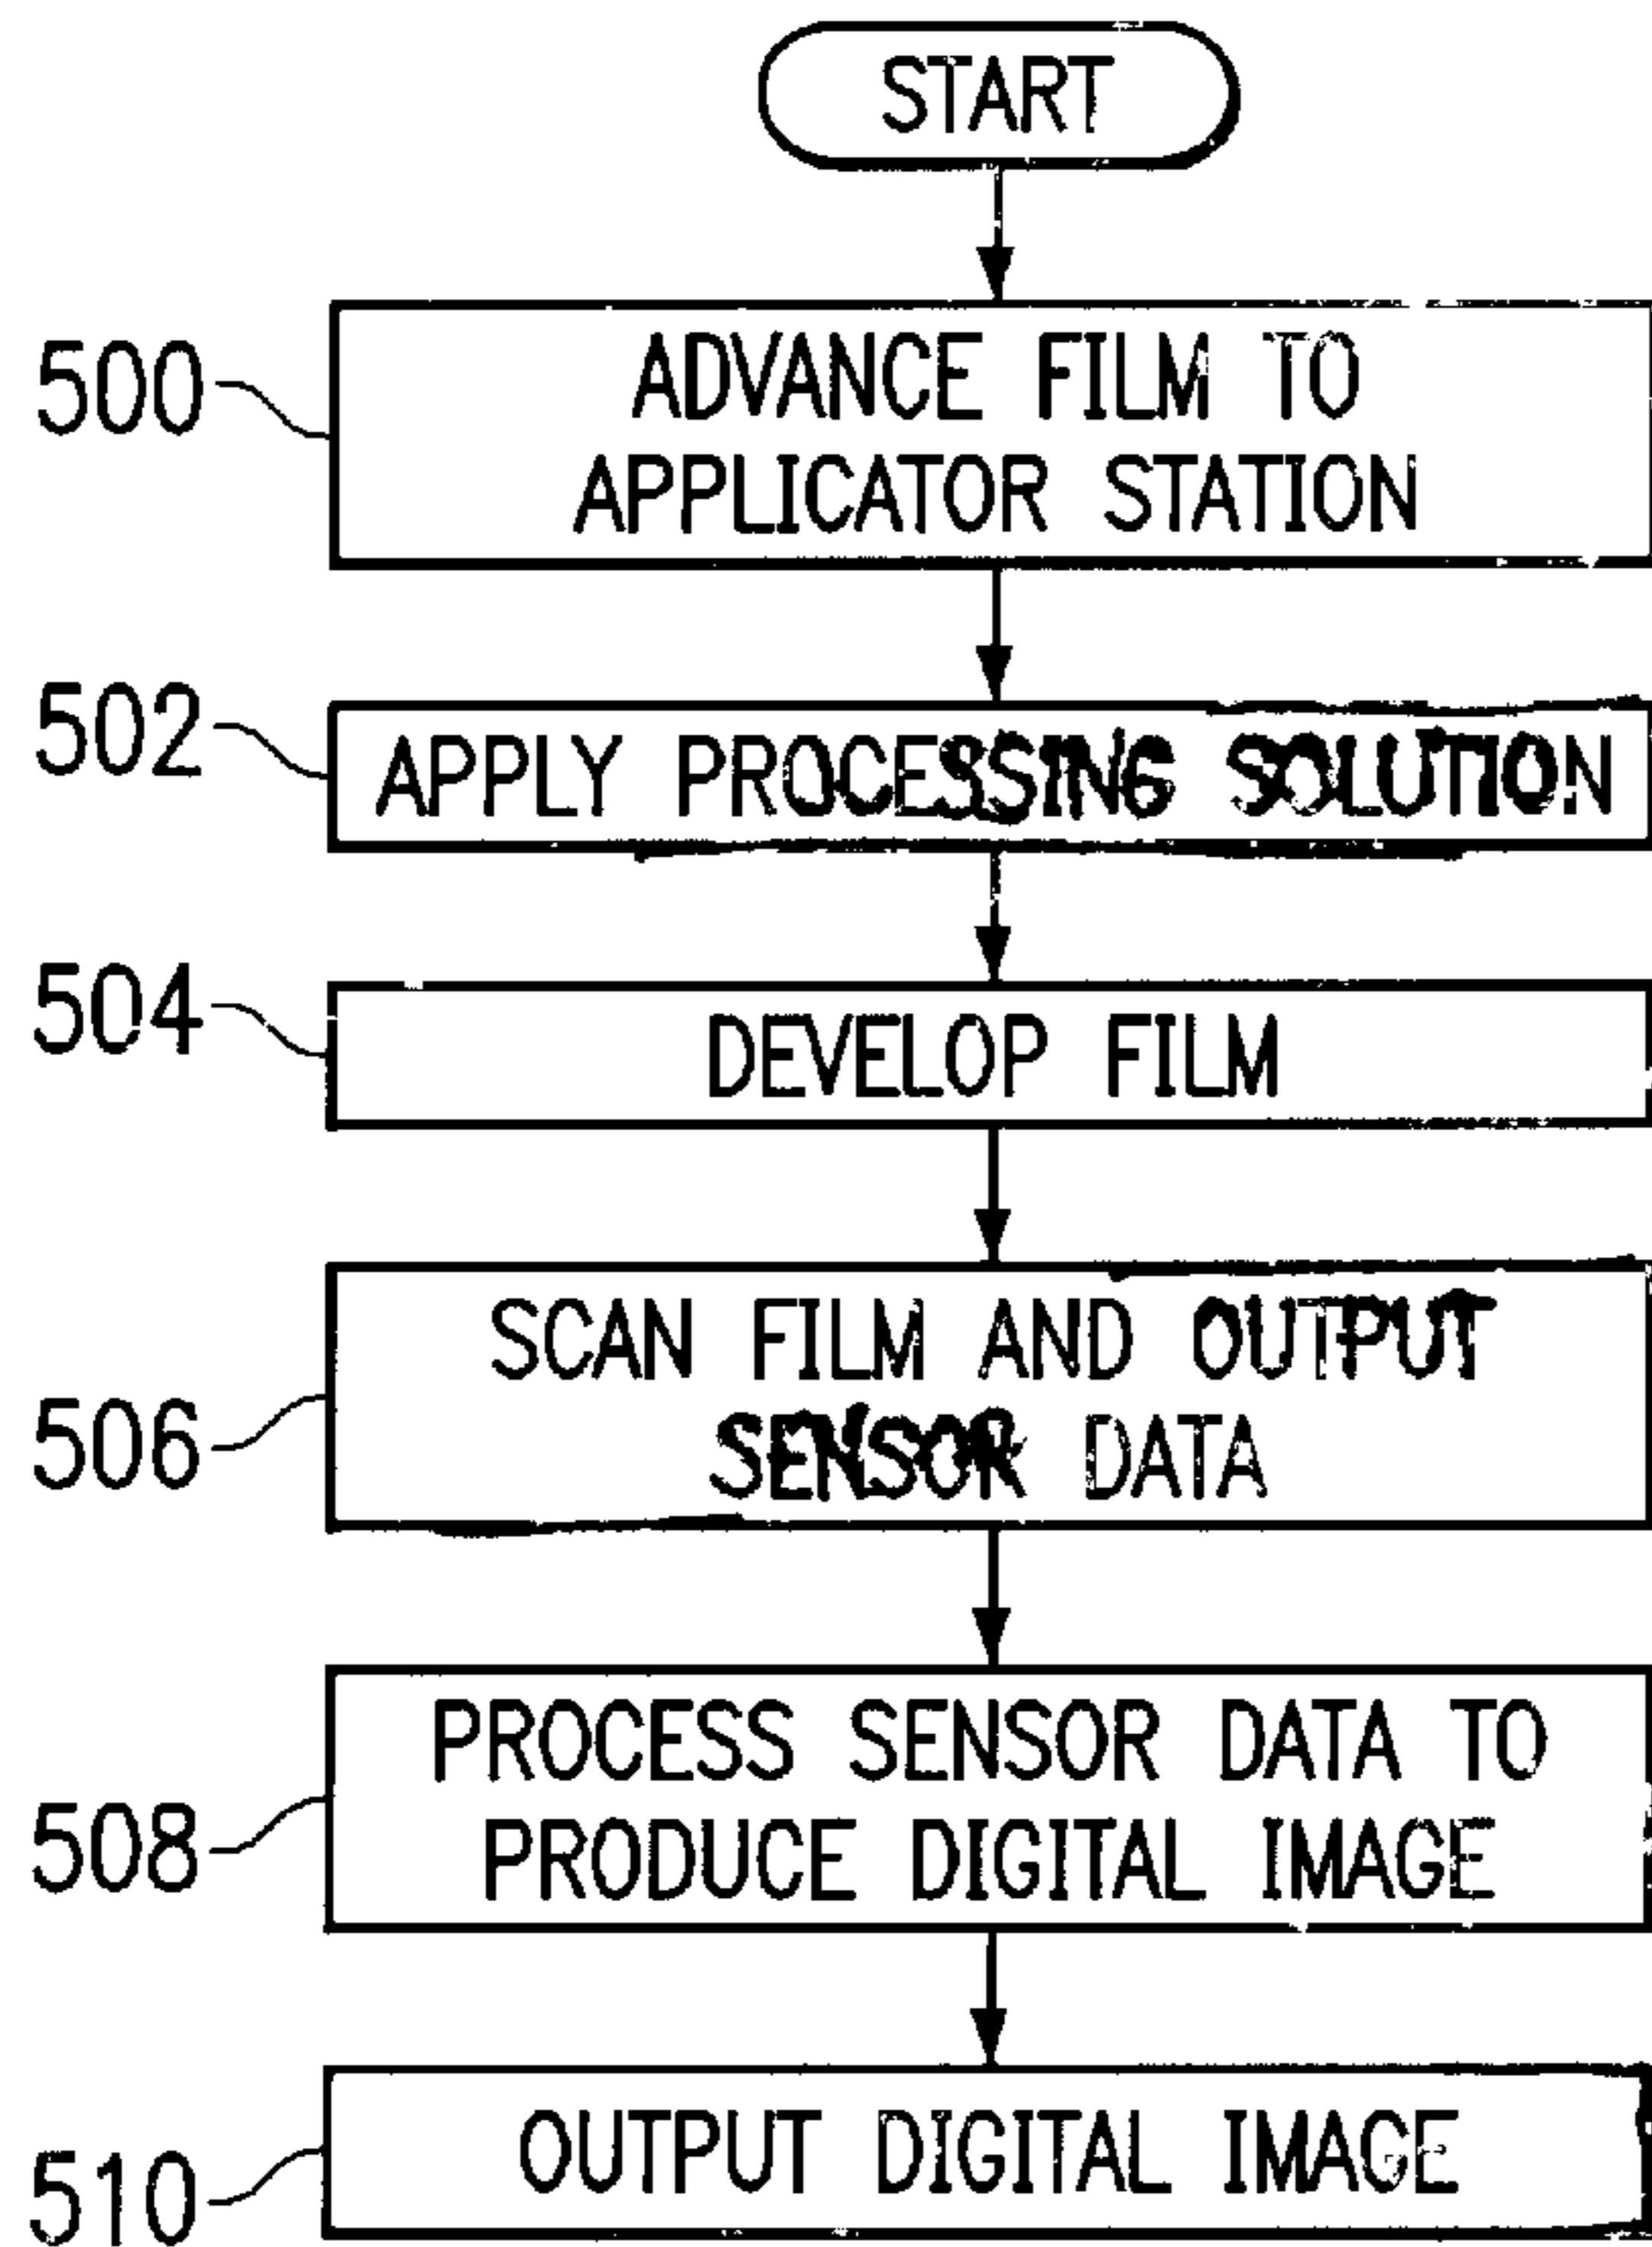 START
500
ADVANCE FILM TO
APPLICATOR STATION
502
APPLY PROCESSING SOLUTION
504
DEVELOP FILM
506
SCAN FILM AND OUTPUT
SENSOR DATA
508
PROCESS SENSOR DATA TO
PRODUCE DIGITAL IMAGE
510
OUTPUT DIGITAL IMAGE